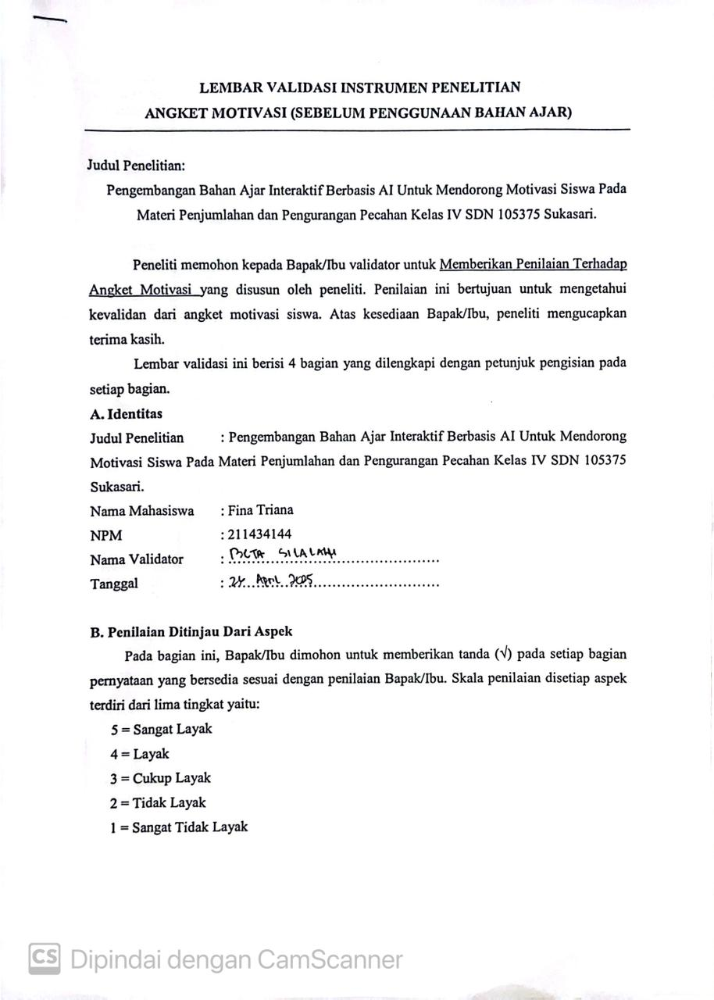 LEMBAR VALIDASI INSTRUMEN PENELITIAN
ANGKET MOTIVASI (SEBELUM PENGGUNAAN BAHAN AJAR)
Judul Penelitian:
Pengembangan Bahan Ajar Interaktif Berbasis AI Untuk Mendorong Motivasi Siswa Pada
Materi Penjumlahan dan Pengurangan Pecahan Kelas IV SDN 105375 Sukasari.
Peneliti memohon kepada Bapak/Ibu validator untuk Memberikan Penilaian Terhadap
Angket Motivasi yang disusun oleh peneliti. Penilaian ini bertujuan untuk mengetahui
kevalidan dari angket motivasi siswa. Atas kesediaan Bapak/Ibu, peneliti mengucapkan
terima kasih.
Lembar validasi ini berisi 4 bagian yang dilengkapi dengan petunjuk pengisian pada
setiap bagian.
A. Identitas
Judul Penelitian : Pengembangan Bahan Ajar Interaktif Berbasis AI Untuk Mendorong
Motivasi Siswa Pada Materi Penjumlahan dan Pengurangan Pecahan Kelas IV SDN 105375
Sukasari.
Nama Mahasiswa : Fina Triana
NPM : 211434144
Nama Validator : SILALAHI
Tanggal : April 2025
B. Penilaian Ditinjau Dari Aspek
Pada bagian ini, Bapak/Ibu dimohon untuk memberikan tanda (√) pada setiap bagian
pernyataan yang bersedia sesuai dengan penilaian Bapak/Ibu. Skala penilaian disetiap aspek
terdiri dari lima tingkat yaitu:
5 = Sangat Layak
4 = Layak
3 = Cukup Layak
2 = Tidak Layak
1 = Sangat Tidak Layak
CS Dipindai dengan CamScanner